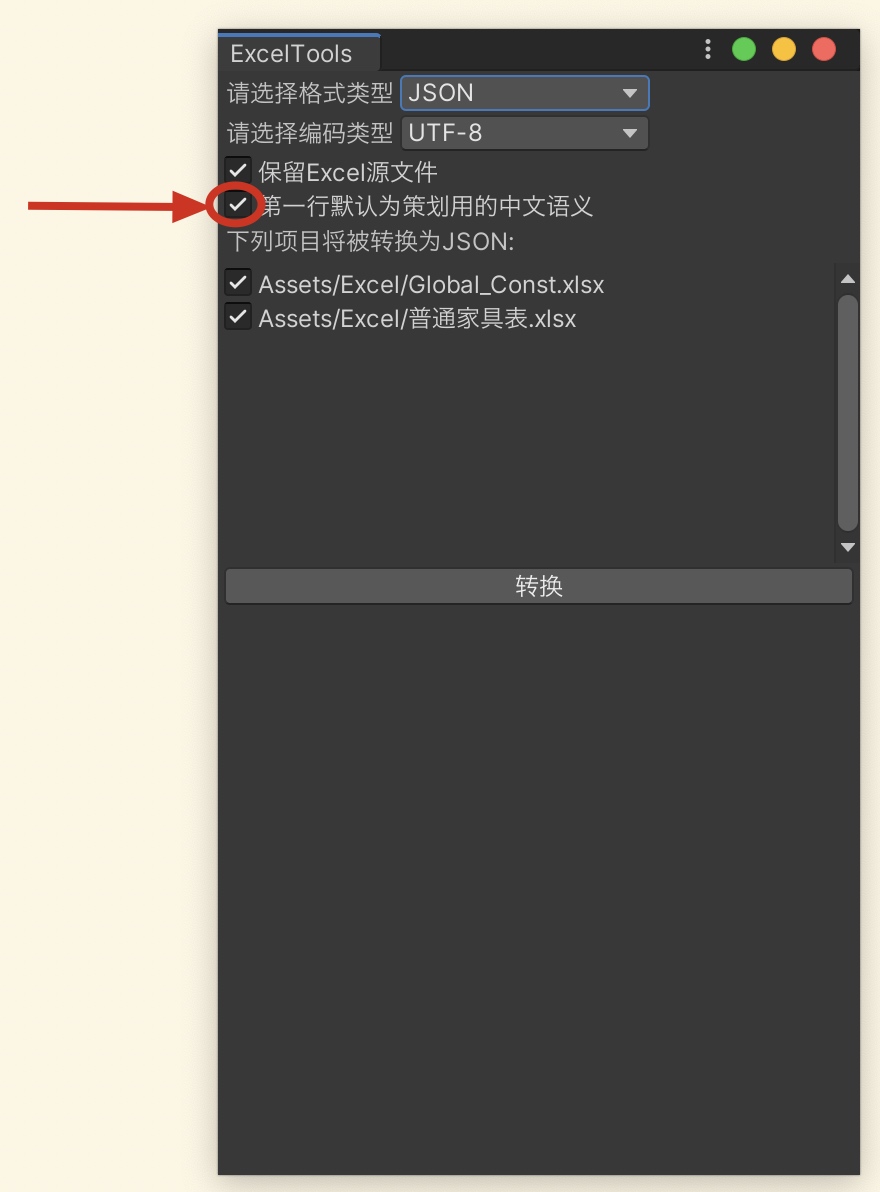 ExcelTools
请选择格式类型 JSON
请选择编码类型 UTF-8
保留Excel源文件
第一行默认为策划用的中文语义
下列项目将被转换为JSON:
Assets/Excel/Global_Const.xlsx
Assets/Excel/普通家具表.xlsx
转换